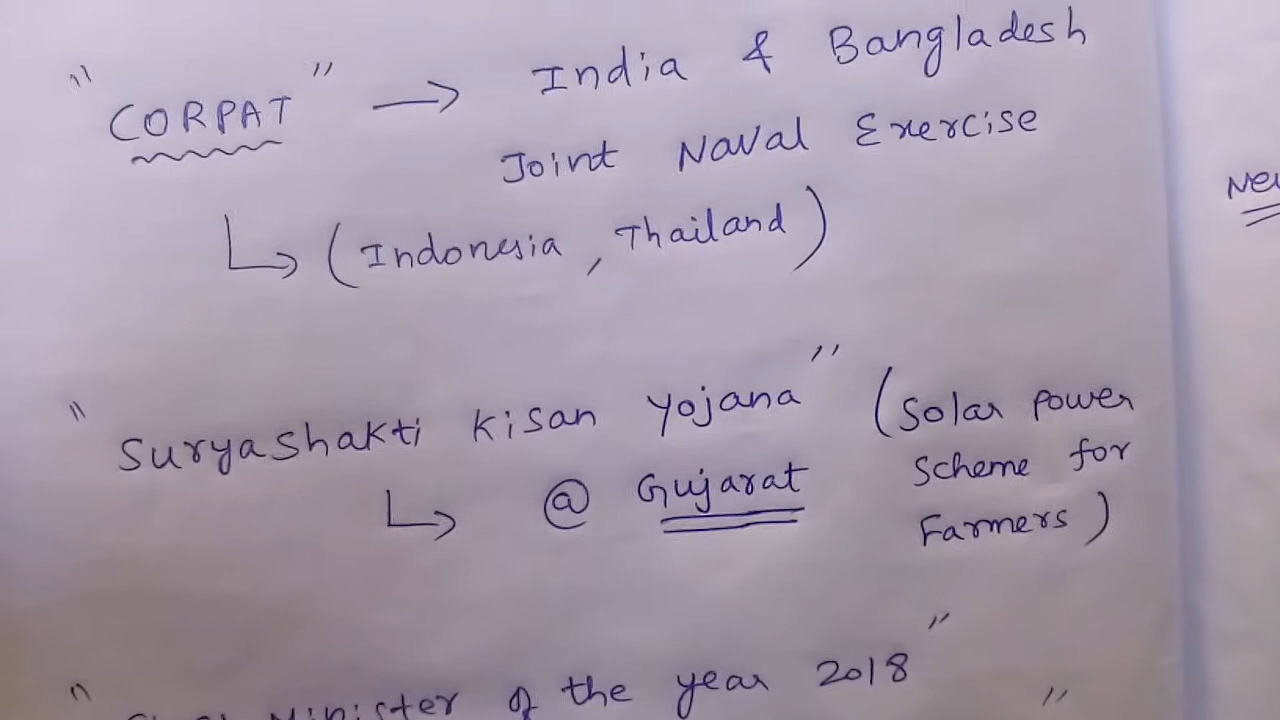 "CORPAT" → India & Bangladesh
Joint Naval Exercise
↳ (Indonesia, Thailand)
"Suryashakti Kisan Yojana" (Solar power
↳ @ Gujarat scheme for
Farmers)
Minister of the year 2018"